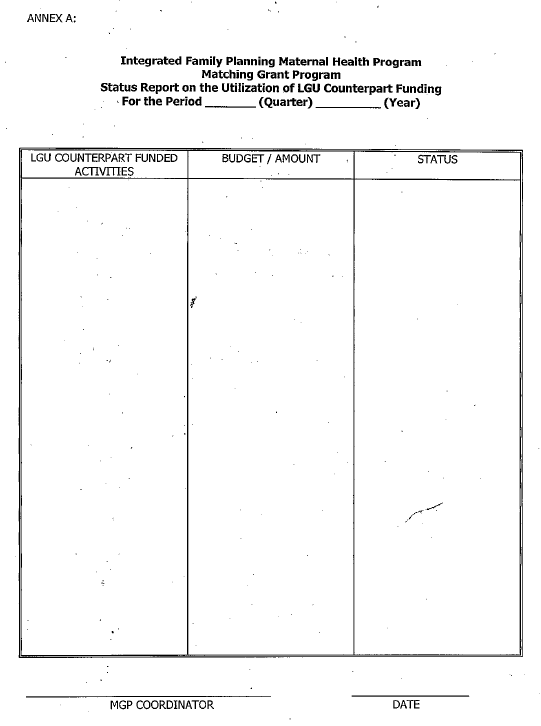 ANNEX A:
Integrated Family Planning Maternal Health Program
Matching Grant Program
Status Report on the Utilization of LGU Counterpart Funding
For the Period ________ (Quarter) __________ (Year)
LGU COUNTERPART FUNDED
ACTIVITIES
BUDGET / AMOUNT
STATUS
MGP COORDINATOR
DATE